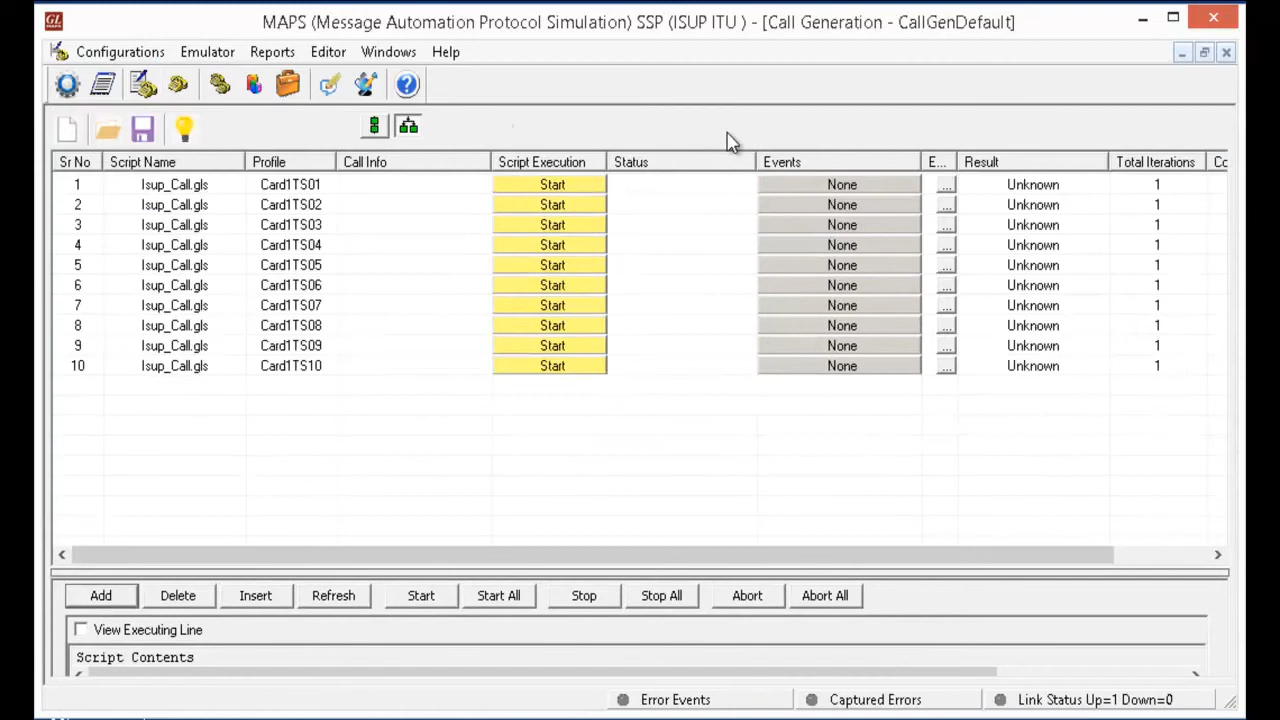 GL
MAPS (Message Automation Protocol Simulation) SSP (ISUP ITU ) - [Call Generation - CallGenDefault]
Configurations Emulator Reports Editor Windows Help
Sr No Script Name Profile Call Info Script Execution Status Events E... Result Total Iterations Co
1 Isup_Call.gls Card1TS01 Start None ... Unknown 1
2 Isup_Call.gls Card1TS02 Start None ... Unknown 1
3 Isup_Call.gls Card1TS03 Start None ... Unknown 1
4 Isup_Call.gls Card1TS04 Start None ... Unknown 1
5 Isup_Call.gls Card1TS05 Start None ... Unknown 1
6 Isup_Call.gls Card1TS06 Start None ... Unknown 1
7 Isup_Call.gls Card1TS07 Start None ... Unknown 1
8 Isup_Call.gls Card1TS08 Start None ... Unknown 1
9 Isup_Call.gls Card1TS09 Start None ... Unknown 1
10 Isup_Call.gls Card1TS10 Start None ... Unknown 1
Add Delete Insert Refresh Start Start All Stop Stop All Abort Abort All
View Executing Line
Script Contents
Error Events Captured Errors Link Status Up=1 Down=0